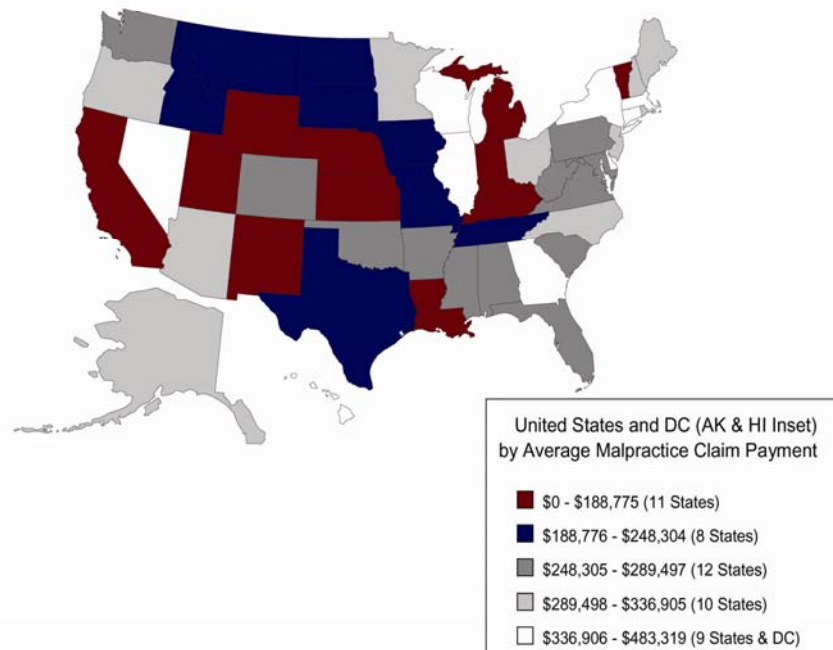 United States and DC (AK & HI Inset)
by Average Malpractice Claim Payment
$0 - $188,775 (11 States)
$188,776 - $248,304 (8 States)
$248,305 - $289,497 (12 States)
$289,498 - $336,905 (10 States)
$336,906 - $483,319 (9 States & DC)